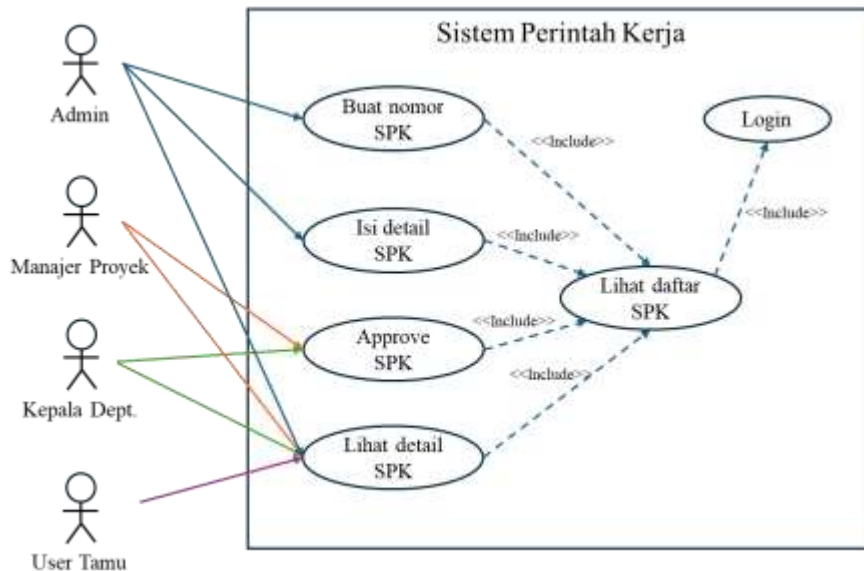 Sistem Perintah Kerja
Admin
Buat nomor
SPK
<<Include>>
Login
Manajer Proyek
Isi detail
SPK
<<Include>>
<<Include>>
Lihat daftar
SPK
Kepala Dept.
Approve
SPK
<<Include>>
<<Include>>
Lihat detail
SPK
User Tamu